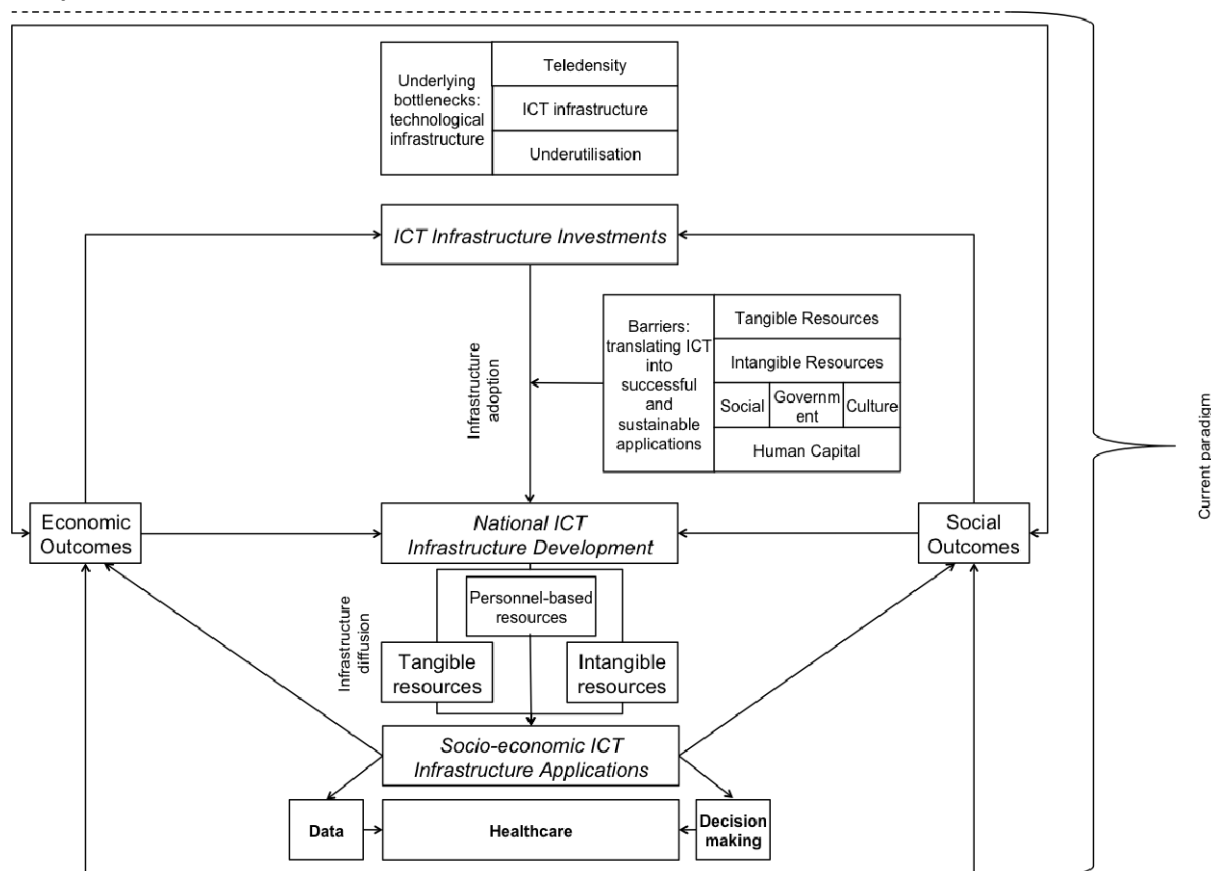 Underlying
bottlenecks:
technological
infrastructure
Teledensity
ICT infrastructure
Underutilisation
ICT Infrastructure Investments
Infrastructure
adoption
Barriers:
translating ICT
into
successful
and
sustainable
applications
Tangible Resources
Intangible Resources
Social
Governm
ent
Culture
Human Capital
Economic
Outcomes
National ICT
Infrastructure Development
Social
Outcomes
Current paradigm
Infrastructure
diffusion
Personnel-based
resources
Tangible
resources
Intangible
resources
Socio-economic ICT
Infrastructure Applications
Data
Healthcare
Decision
making